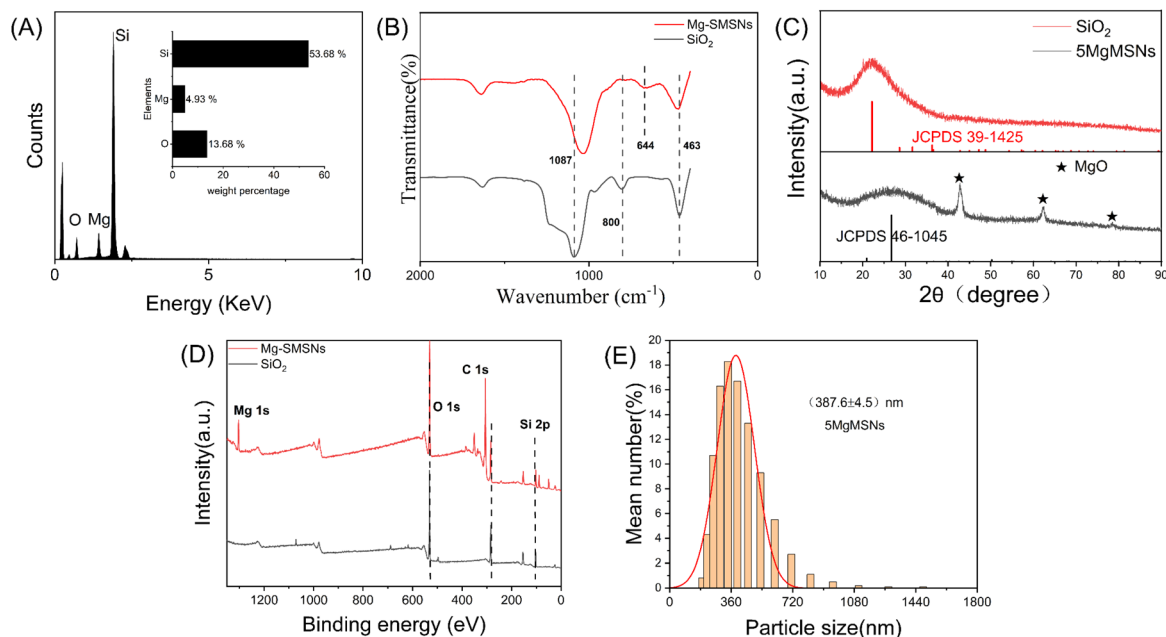 (A)
Counts
Si
O
Mg
0
5
10
Energy (KeV)
Elements
Si
Mg
O
53.68 %
4.93 %
13.68 %
0
20
40
60
weight percentage
(B)
Mg-SMSNs
SiO₂
Transmittance(%)
1087
800
644
463
2000
1000
0
Wavenumber (cm⁻¹)
(C)
SiO₂
5MgMSNs
Intensity(a.u.)
JCPDS 39-1425
★ MgO
★
★
★
JCPDS 46-1045
10 20 30 40 50 60 70 80 90
2θ（degree）
(D)
Mg-SMSNs
SiO₂
Intensity(a.u.)
Mg 1s
O 1s
C 1s
Si 2p
1200 1000 800 600 400 200 0
Binding energy (eV)
(E)
Mean number(%)
20
18
16
14
12
10
8
6
4
2
0
（387.6±4.5）nm
5MgMSNs
0 360 720 1080 1440 1800
Particle size(nm)